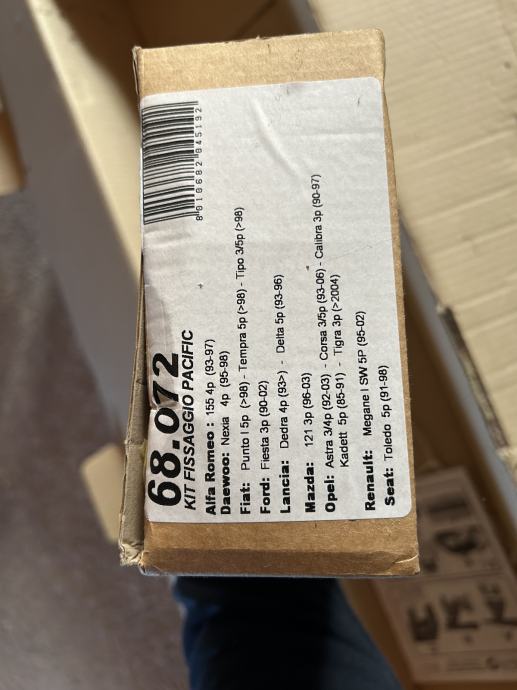 68.072
KIT FISSAGGIO PACIFIC
8 010682 045192
Alfa Romeo : 155 4p (93-97)
Daewoo: Nexia 4p (95-98)
Fiat: Punto I 5p (>98) - Tempra 5p (>98) - Tipo 3/5p (>98)
Ford: Fiesta 3p (90-02)
Lancia: Dedra 4p (93>) - Delta 5p (93-96)
Mazda: 121 3p (96-03)
Opel: Astra 3/4p (92-03) - Corsa 3/5p (93-06) - Calibra 3p (90-97)
Kadett 5p (85-91) - Tigra 3p (>2004)
Renault: Megane I SW 5P (95-02)
Seat: Toledo 5p (91-98)